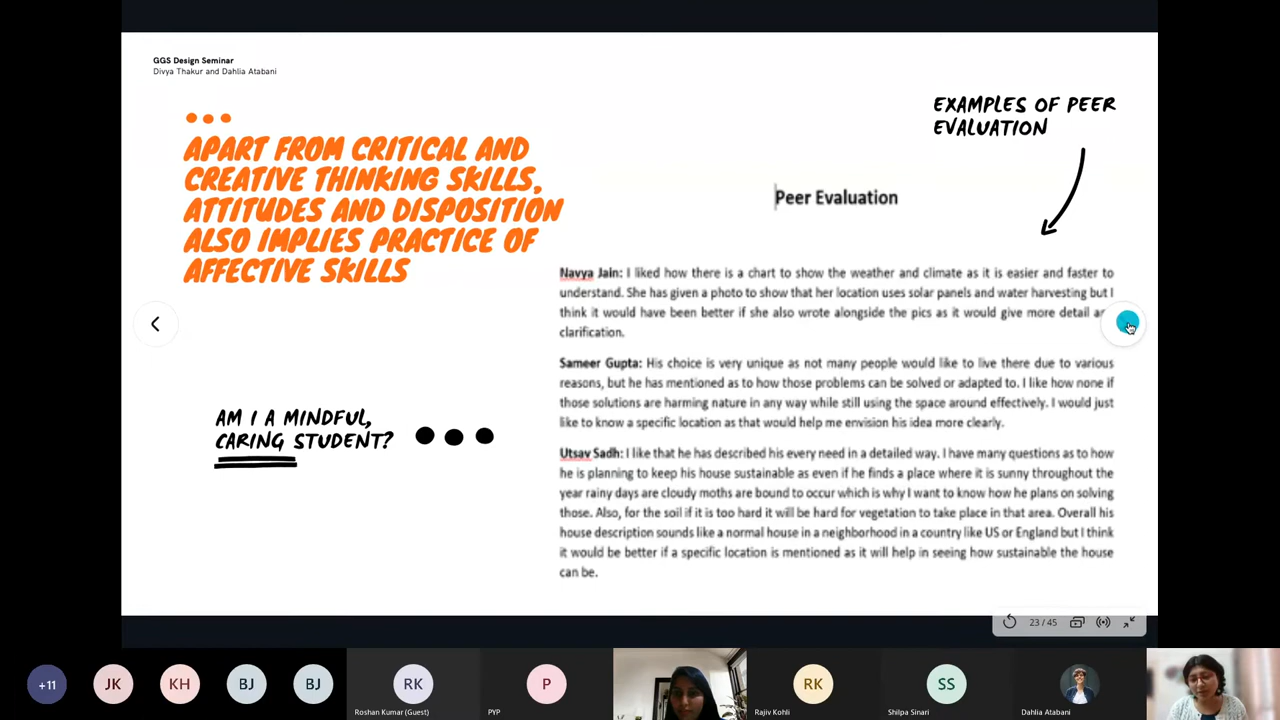 GGS Design Seminar
Divya Thakur and Dahlia Atabani
APART FROM CRITICAL AND
CREATIVE THINKING SKILLS,
ATTITUDES AND DISPOSITION
ALSO IMPLIES PRACTICE OF
AFFECTIVE SKILLS
EXAMPLES OF PEER
EVALUATION
Peer Evaluation
Navya Jain: I liked how there is a chart to show the weather and climate as it is easier and faster to
understand. She has given a photo to show that her location uses solar panels and water harvesting but I
think it would have been better if she also wrote alongside the pics as it would give more detail
clarification.
Sameer Gupta: His choice is very unique as not many people would like to live there due to various
reasons, but he has mentioned as to how those problems can be solved or adapted to. I like how none if
those solutions are harming nature in any way while still using the space around effectively. I would just
like to know a specific location as that would help me envision his idea more clearly.
Utsav Sadh: I like that he has described his every need in a detailed way. I have many questions as to how
he is planning to keep his house sustainable as even if he finds a place where it is sunny throughout the
year rainy days are cloudy moths are bound to occur which is why I want to know how he plans on solving
those. Also, for the soil if it is too hard it will be hard for vegetation to take place in that area. Overall his
house description sounds like a normal house in a neighborhood in a country like US or England but I think
it would be better if a specific location is mentioned as it will help in seeing how sustainable the house
can be.
AM I A MINDFUL,
CARING STUDENT?
23 / 45
+11
JK
KH
BJ
BJ
RK
Roshan Kumar (Guest)
P
PYP
RK
Rajiv Kohli
SS
Shilpa Sinari
Dahlia Atabani